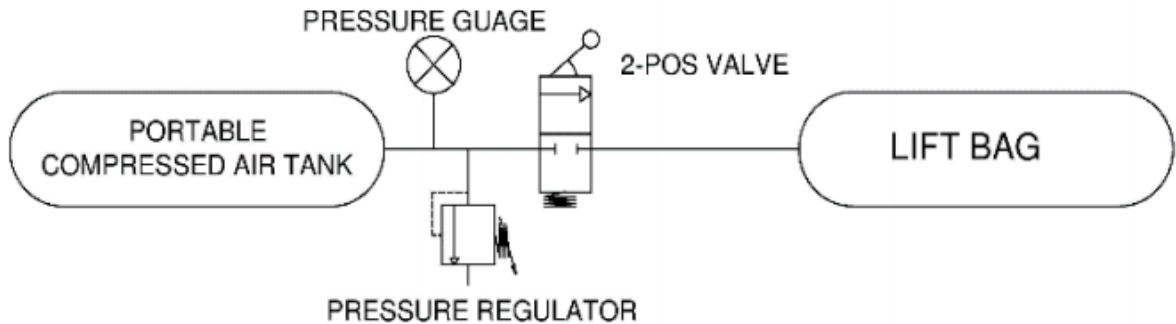 PRESSURE GUAGE
2-POS VALVE
PORTABLE
COMPRESSED AIR TANK
LIFT BAG
PRESSURE REGULATOR